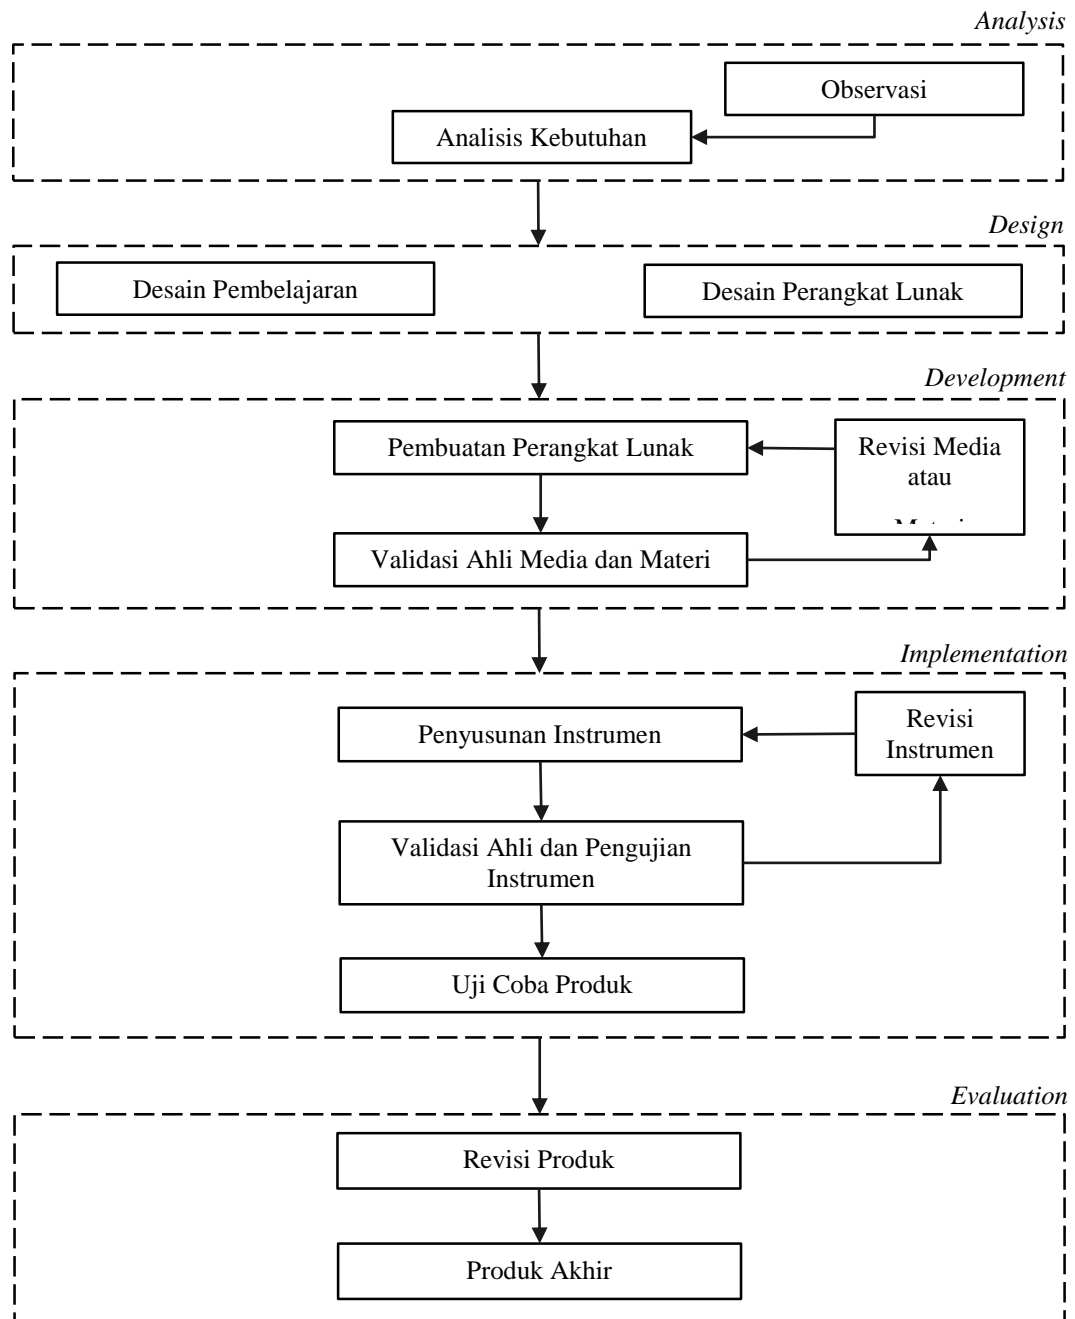 Analysis
Observasi
Analisis Kebutuhan
Design
Desain Pembelajaran
Desain Perangkat Lunak
Development
Pembuatan Perangkat Lunak
Revisi Media
atau
Validasi Ahli Media dan Materi
Implementation
Penyusunan Instrumen
Revisi
Instrumen
Validasi Ahli dan Pengujian
Instrumen
Uji Coba Produk
Evaluation
Revisi Produk
Produk Akhir